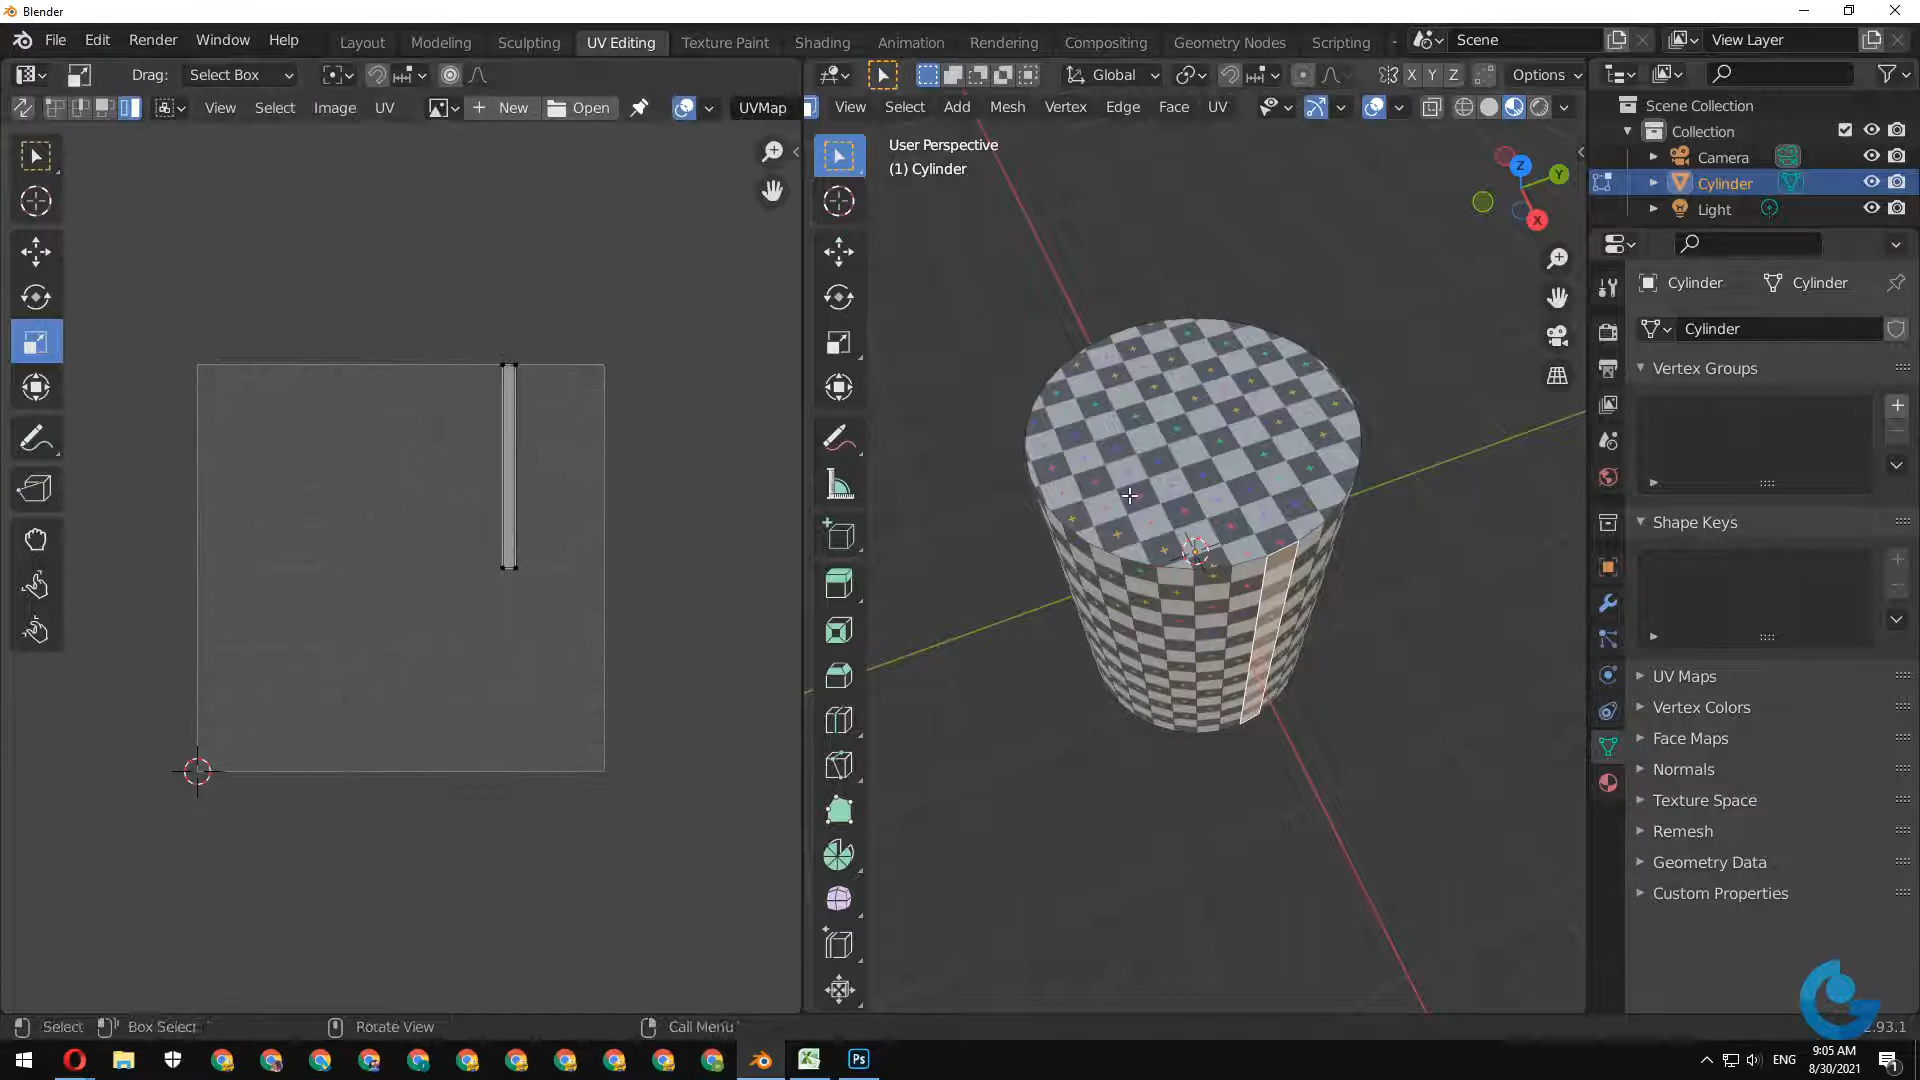 Blender
File Edit Render Window Help
Layout Modeling Sculpting UV Editing Texture Paint Shading Animation Rendering Compositing Geometry Nodes Scripting
Scene
View Layer
Drag: Select Box
Global
X Y Z
Options
View Select Image UV
New
Open
UVMap
View Select Add Mesh Vertex Edge Face UV
User Perspective
(1) Cylinder
Z
Y
X
Scene Collection
Collection
Camera
Cylinder
Light
Cylinder
Cylinder
Cylinder
Vertex Groups
Shape Keys
UV Maps
Vertex Colors
Face Maps
Normals
Texture Space
Remesh
Geometry Data
Custom Properties
Select
Box Select
Rotate View
Call Menu
2.93.1
Ps
ENG
9:05 AM
8/30/2021
1